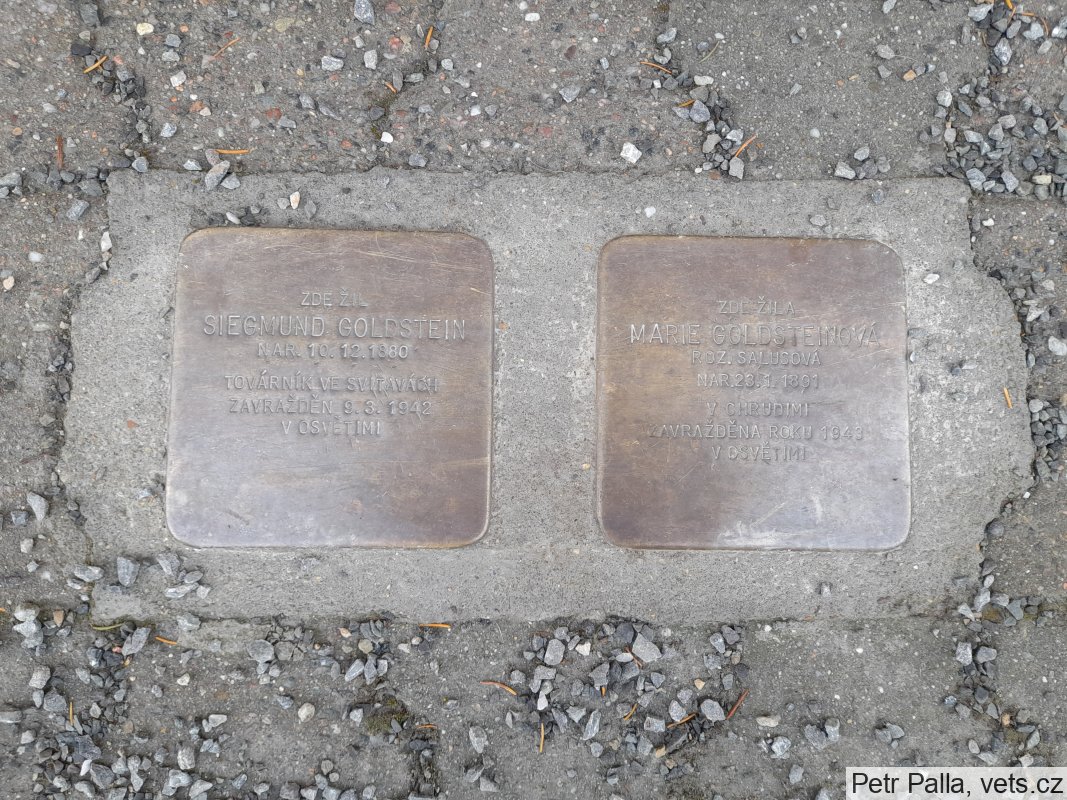 ZDE ŽIL
SIEGMUND GOLDSTEIN
NAR. 10. 12. 1880
TOVÁRNÍK VE SVITAVÁCH
ZAVRAŽDĚN 9. 3. 1942
V OSVĚTIMI
ZDE ŽILA
MARIE GOLDSTEINOVÁ
ROZ. SALUSOVÁ
NAR. 23. 1. 1891
V CHRUDIMI
ZAVRAŽDĚNA ROKU 1943
V OSVĚTIMI
Petr Palla, vets.cz